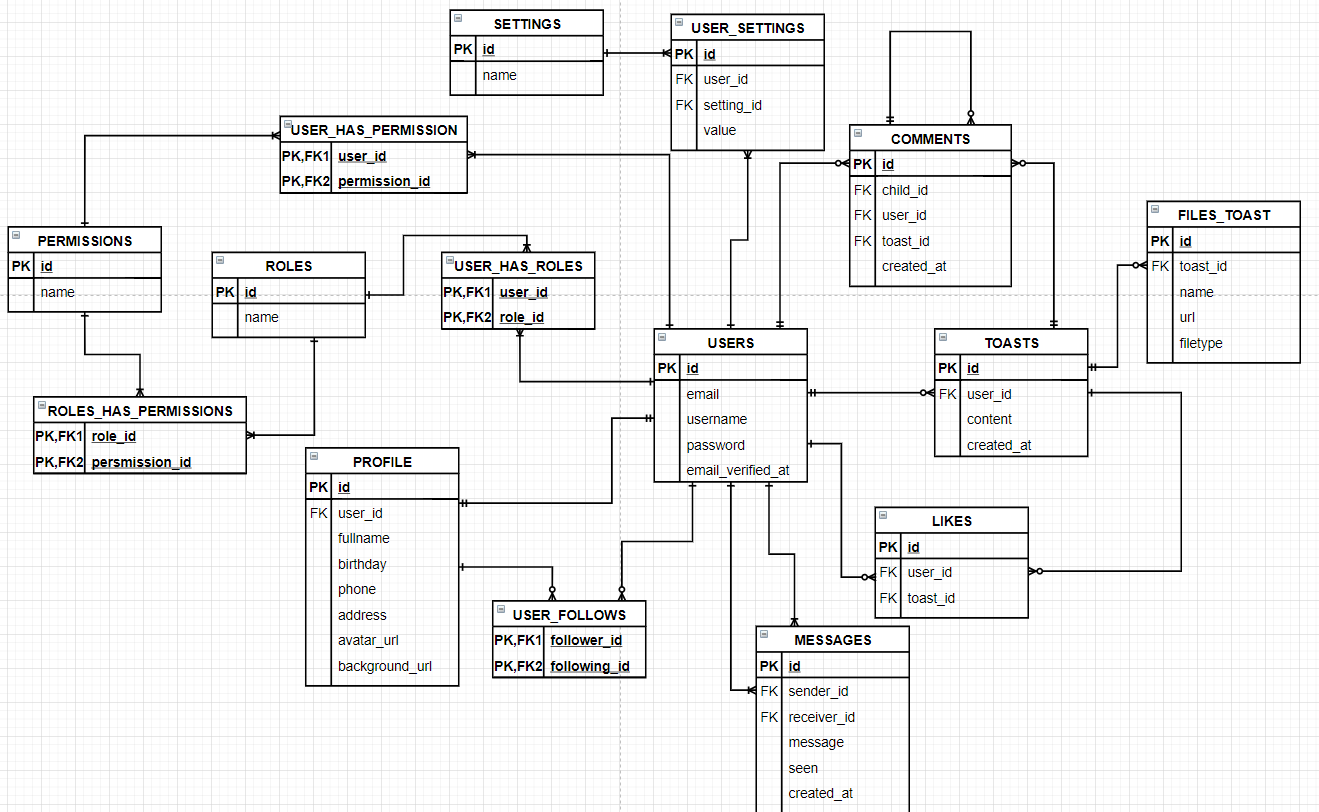 SETTINGS
PK id
name
USER_SETTINGS
PK id
FK user_id
FK setting_id
value
USER_HAS_PERMISSION
PK,FK1 user_id
PK,FK2 permission_id
COMMENTS
PK id
FK child_id
FK user_id
FK toast_id
created_at
FILES_TOAST
PK id
FK toast_id
name
url
filetype
PERMISSIONS
PK id
name
ROLES
PK id
name
USER_HAS_ROLES
PK,FK1 user_id
PK,FK2 role_id
USERS
PK id
email
username
password
email_verified_at
TOASTS
PK id
FK user_id
content
created_at
ROLES_HAS_PERMISSIONS
PK,FK1 role_id
PK,FK2 persmission_id
PROFILE
PK id
FK user_id
fullname
birthday
phone
address
avatar_url
background_url
LIKES
PK id
FK user_id
FK toast_id
USER_FOLLOWS
PK,FK1 follower_id
PK,FK2 following_id
MESSAGES
PK id
FK sender_id
FK receiver_id
message
seen
created_at